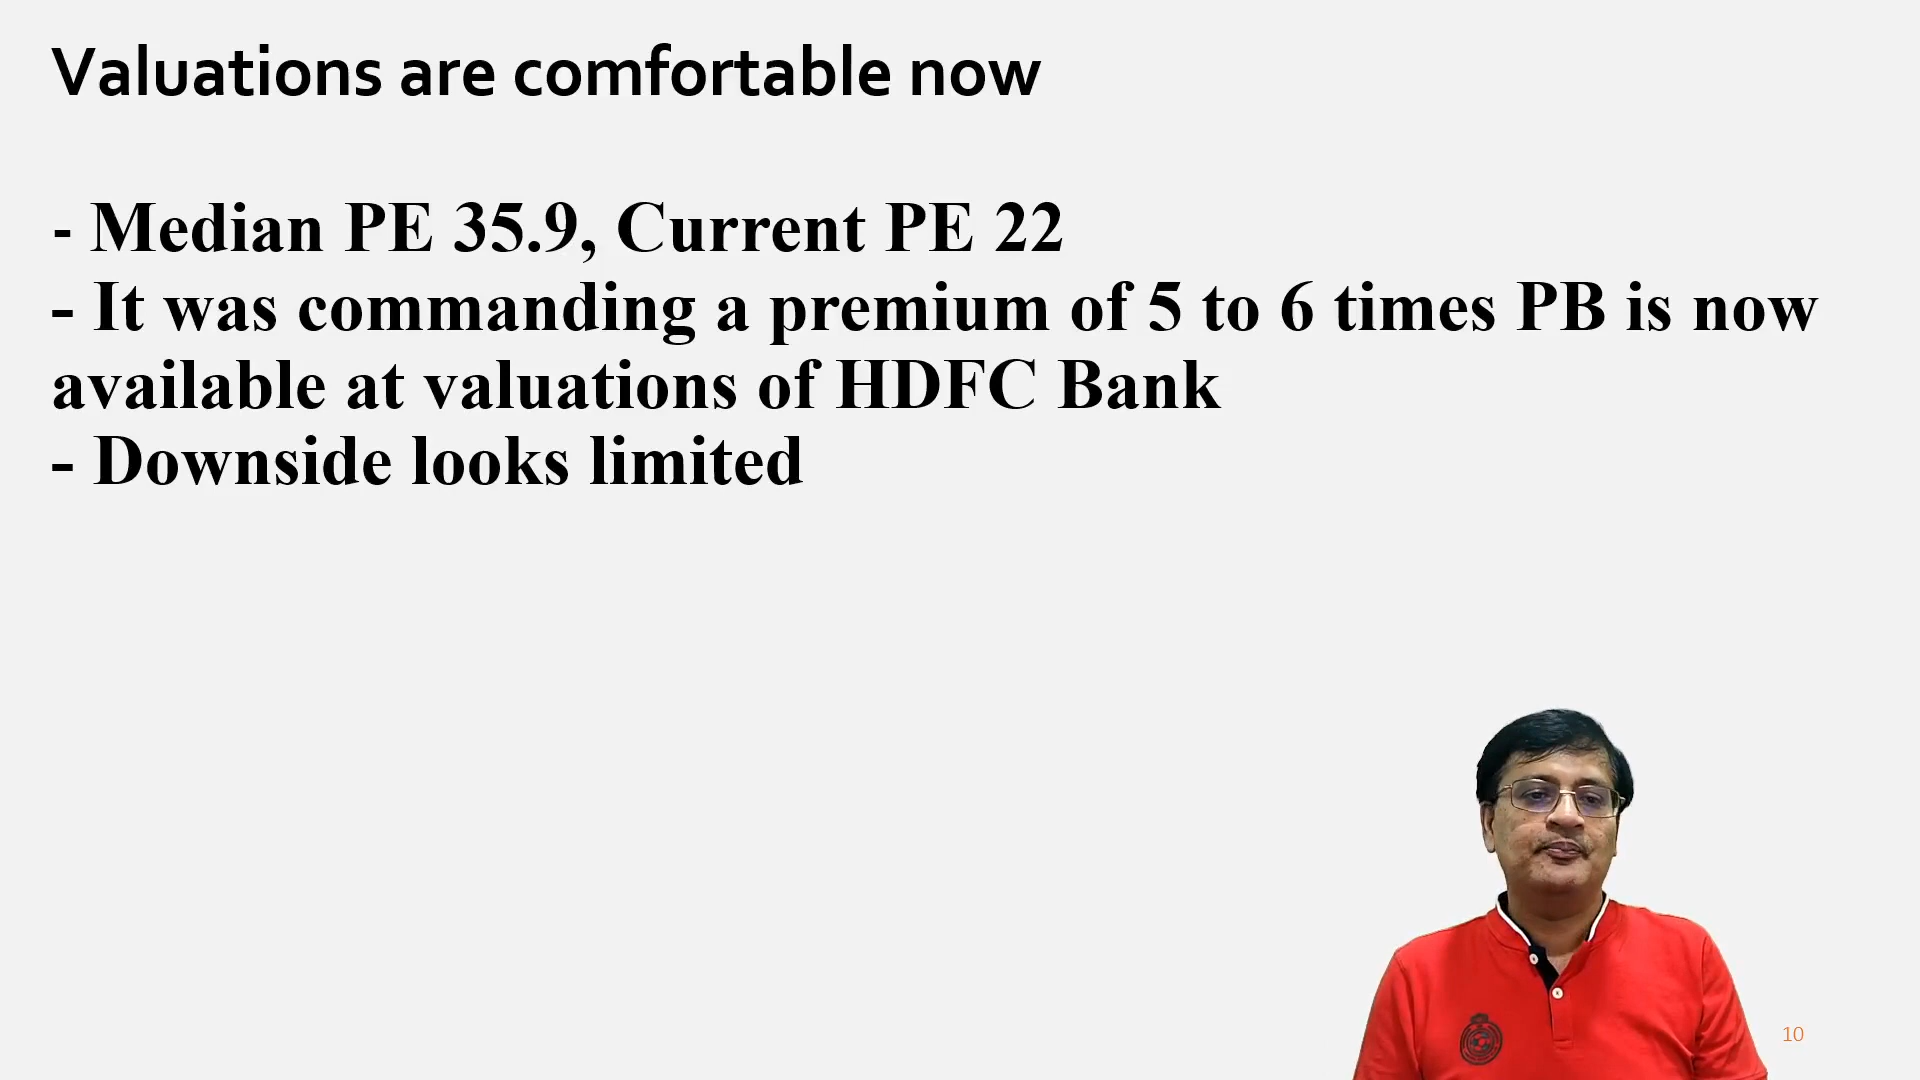 Valuations are comfortable now
- Median PE 35.9, Current PE 22
- It was commanding a premium of 5 to 6 times PB is now
available at valuations of HDFC Bank
- Downside looks limited
10